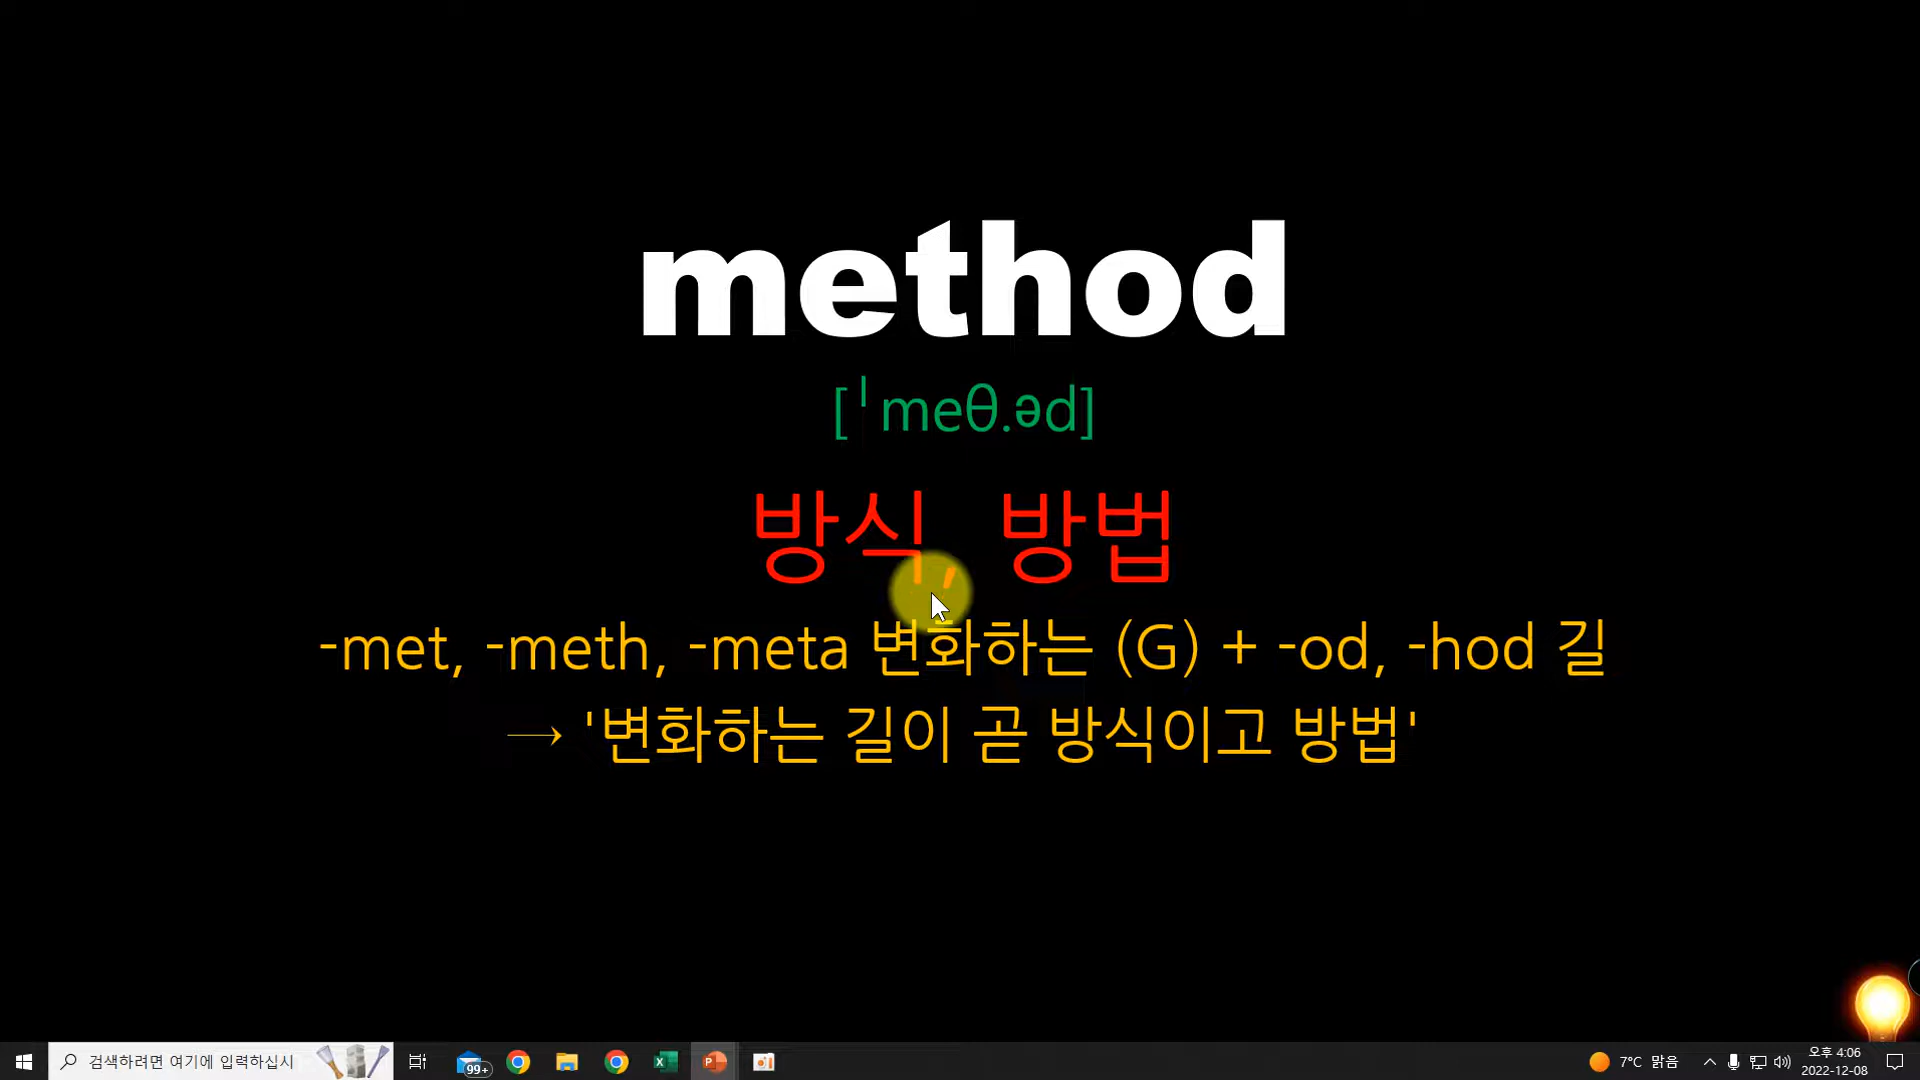 method
[ˈmeθ.əd]
방식, 방법
-met, -meth, -meta 변화하는 (G) + -od, -hod 길
→ '변화하는 길이 곧 방식이고 방법'
검색하려면 여기에 입력하십시
99+
7°C 맑음
오후 4:06
2022-12-08